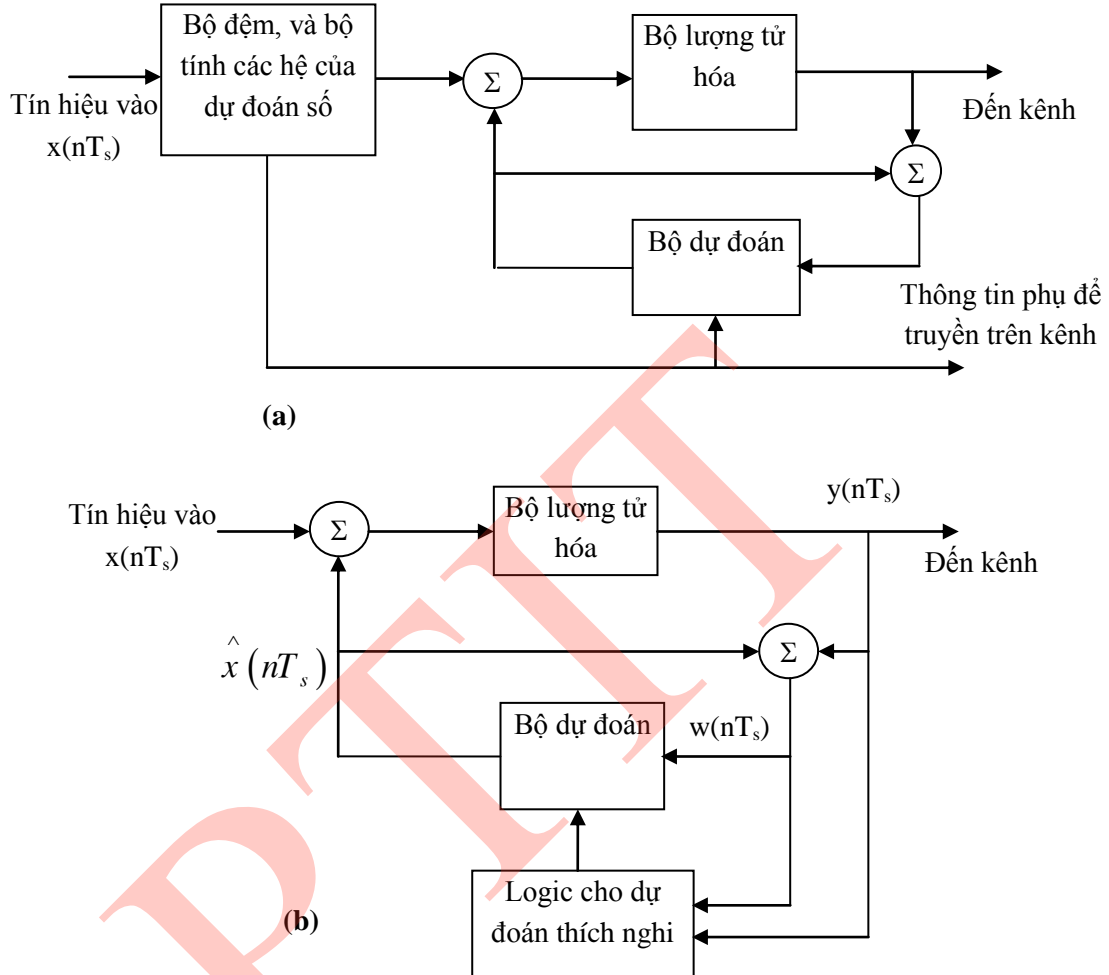 Bộ đệm, và bộ
tính các hệ của
dự đoán số
Bộ lượng tử
hóa
Tín hiệu vào
x(nTs)
Σ
Đến kênh
Σ
Bộ dự đoán
Thông tin phụ để
truyền trên kênh
(a)
Tín hiệu vào
x(nTs)
Σ
Bộ lượng tử
hóa
y(nTs)
Đến kênh
x̂(nTs)
Σ
Bộ dự đoán
w(nTs)
Logic cho dự
đoán thích nghi
(b)
PTIT